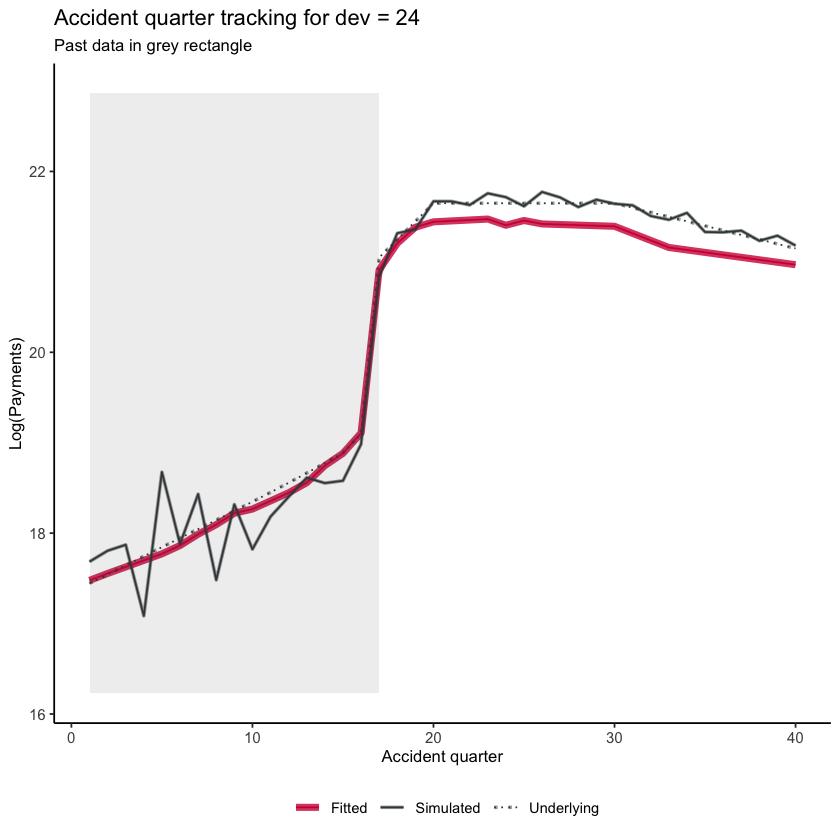 Accident quarter tracking for dev = 24
Past data in grey rectangle
Log(Payments)
22
20
18
16
0 10 20 30 40
Accident quarter
Fitted Simulated Underlying